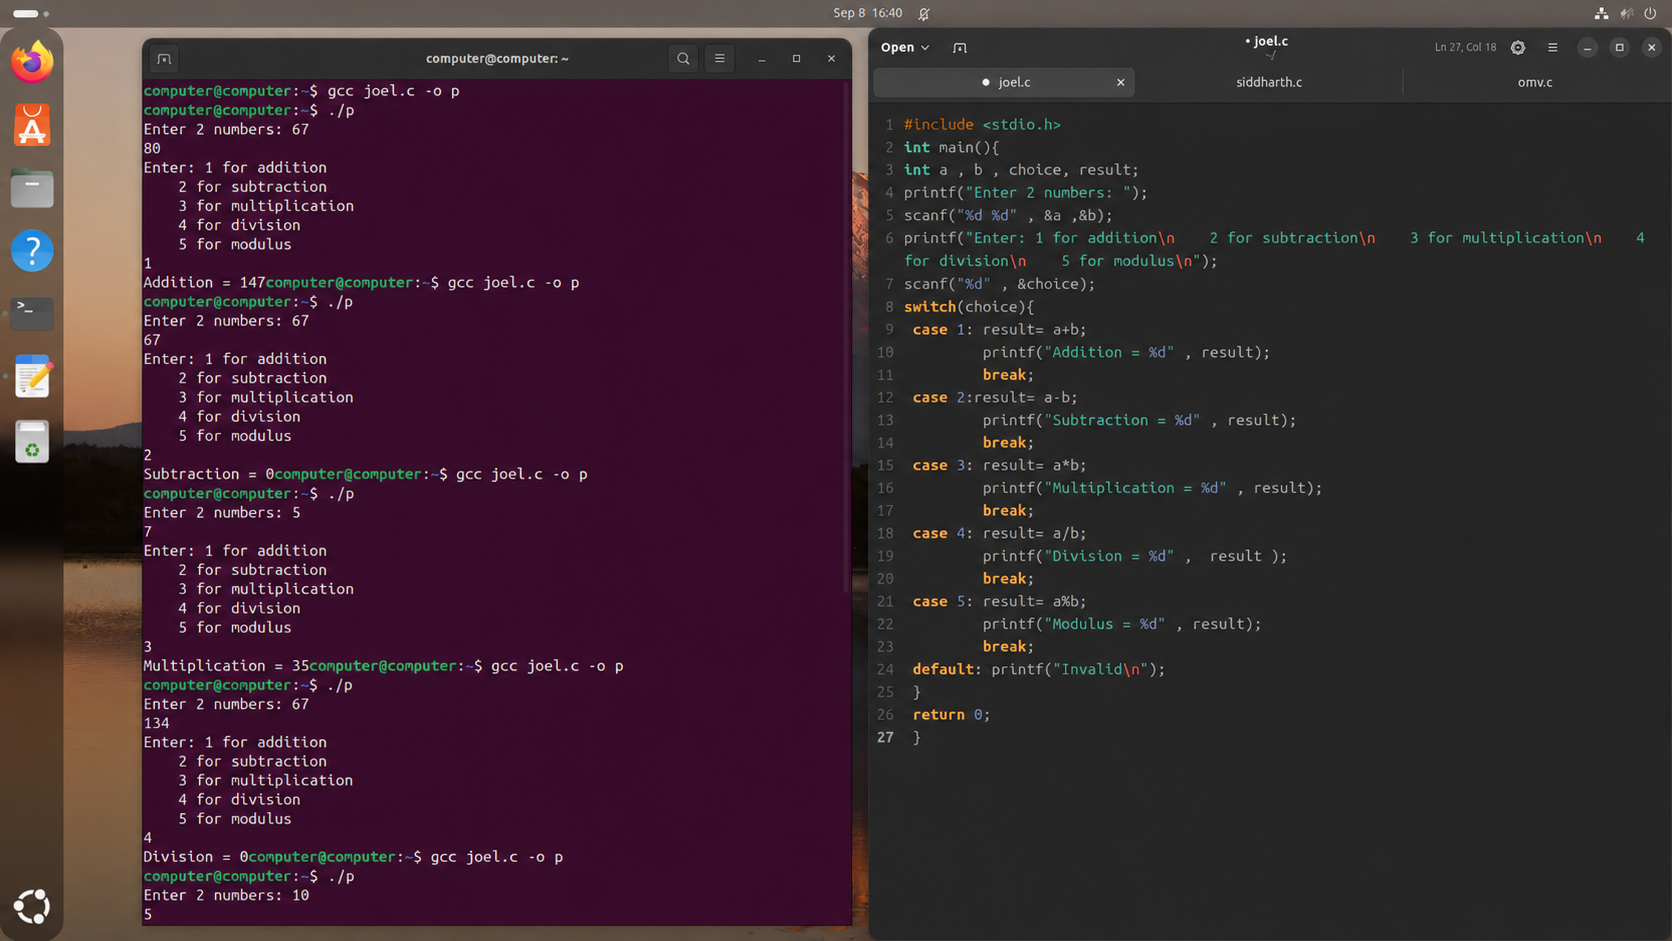 Sep 8 16:40
computer@computer: ~
computer@computer:~$ gcc joel.c -o p
computer@computer:~$ ./p
Enter 2 numbers: 67
80
Enter: 1 for addition
    2 for subtraction
    3 for multiplication
    4 for division
    5 for modulus
1
Addition = 147computer@computer:~$ gcc joel.c -o p
computer@computer:~$ ./p
Enter 2 numbers: 67
67
Enter: 1 for addition
    2 for subtraction
    3 for multiplication
    4 for division
    5 for modulus
2
Subtraction = 0computer@computer:~$ gcc joel.c -o p
computer@computer:~$ ./p
Enter 2 numbers: 5
7
Enter: 1 for addition
    2 for subtraction
    3 for multiplication
    4 for division
    5 for modulus
3
Multiplication = 35computer@computer:~$ gcc joel.c -o p
computer@computer:~$ ./p
Enter 2 numbers: 67
134
Enter: 1 for addition
    2 for subtraction
    3 for multiplication
    4 for division
    5 for modulus
4
Division = 0computer@computer:~$ gcc joel.c -o p
computer@computer:~$ ./p
Enter 2 numbers: 10
5
Open
• joel.c
~/
Ln 27, Col 18
joel.c
siddharth.c
omv.c
1 #include <stdio.h>
2 int main(){
3 int a , b , choice, result;
4 printf("Enter 2 numbers: ");
5 scanf("%d %d" , &a ,&b);
6 printf("Enter: 1 for addition\n    2 for subtraction\n    3 for multiplication\n    4
for division\n    5 for modulus\n");
7 scanf("%d" , &choice);
8 switch(choice){
9  case 1: result= a+b;
10         printf("Addition = %d" , result);
11         break;
12  case 2:result= a-b;
13         printf("Subtraction = %d" , result);
14         break;
15  case 3: result= a*b;
16         printf("Multiplication = %d" , result);
17         break;
18  case 4: result= a/b;
19         printf("Division = %d" ,  result );
20         break;
21  case 5: result= a%b;
22         printf("Modulus = %d" , result);
23         break;
24  default: printf("Invalid\n");
25  }
26  return 0;
27  }